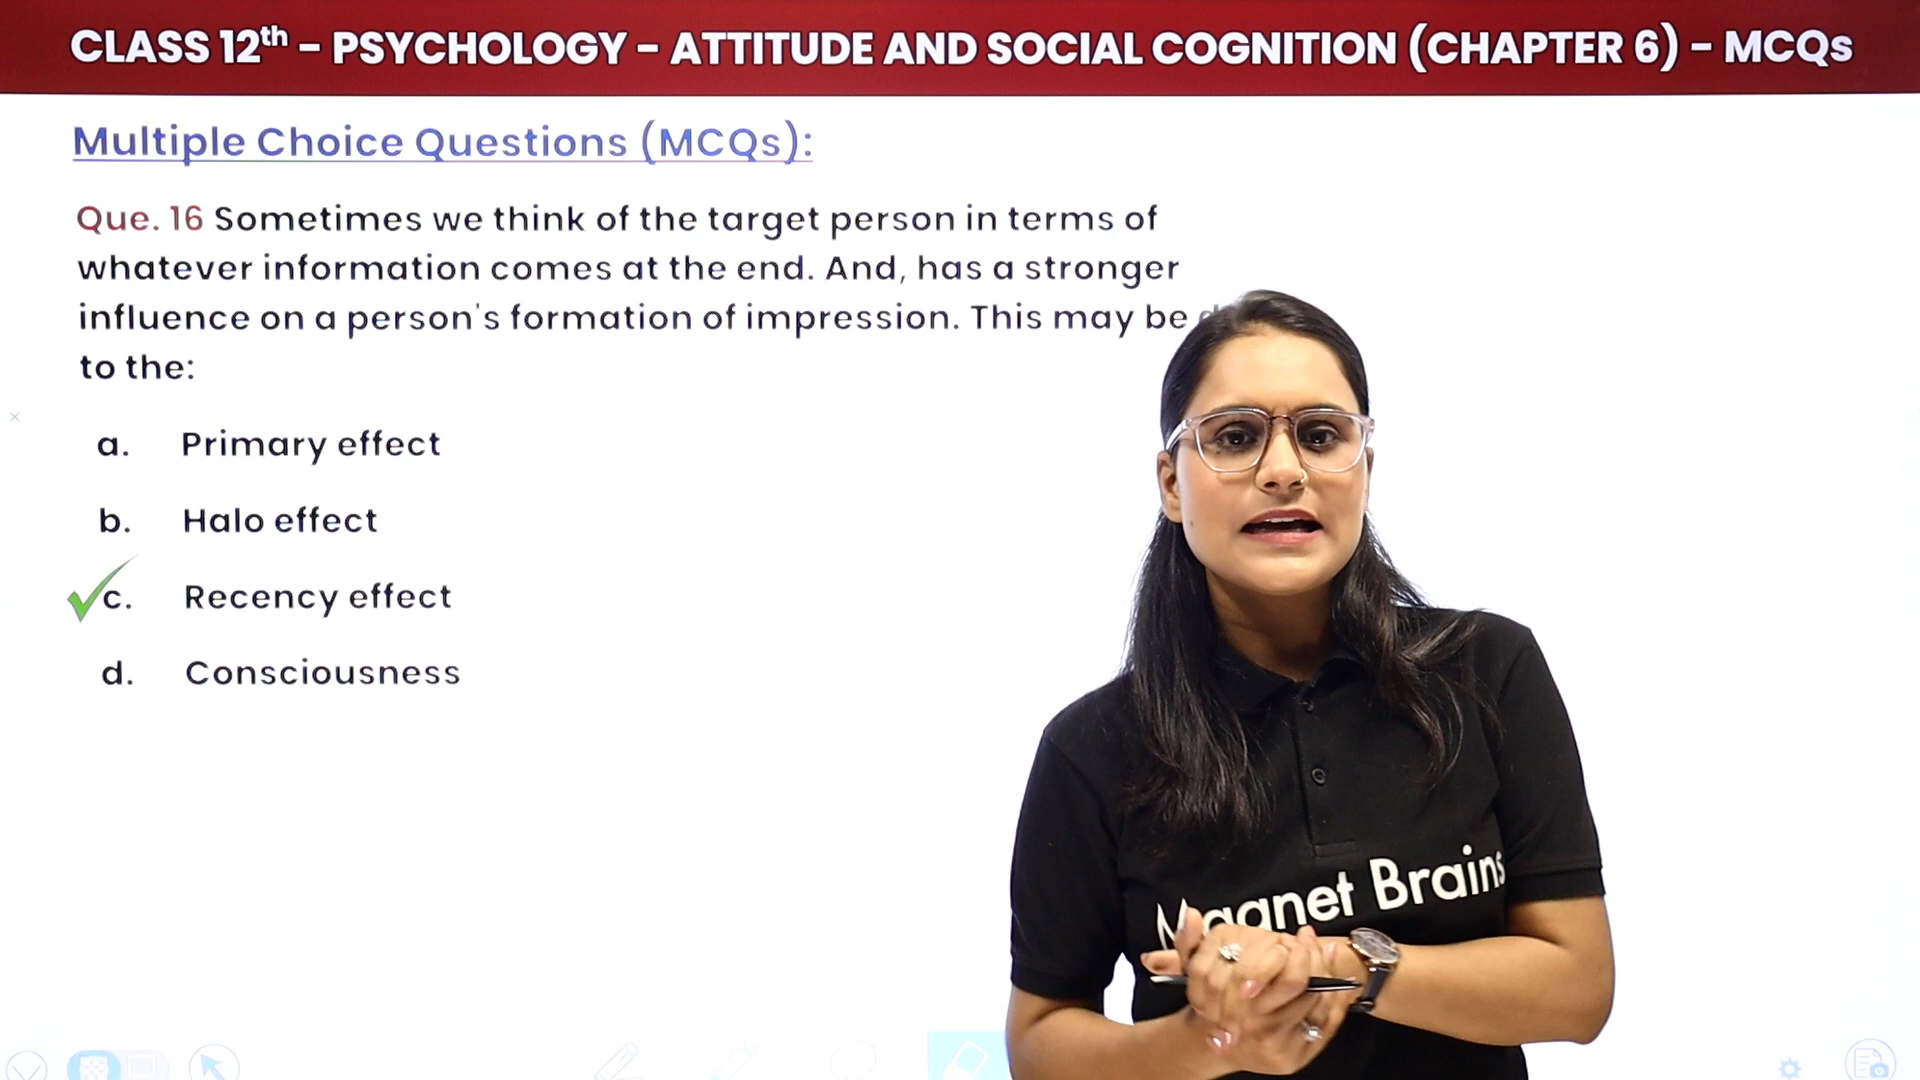 CLASS 12th – PSYCHOLOGY – ATTITUDE AND SOCIAL COGNITION (CHAPTER 6) – MCQs
Multiple Choice Questions (MCQs):
Que. 16 Sometimes we think of the target person in terms of
whatever information comes at the end. And, has a stronger
influence on a person's formation of impression. This may be
to the:
a. Primary effect
b. Halo effect
c. Recency effect
d. Consciousness
Magnet Brains